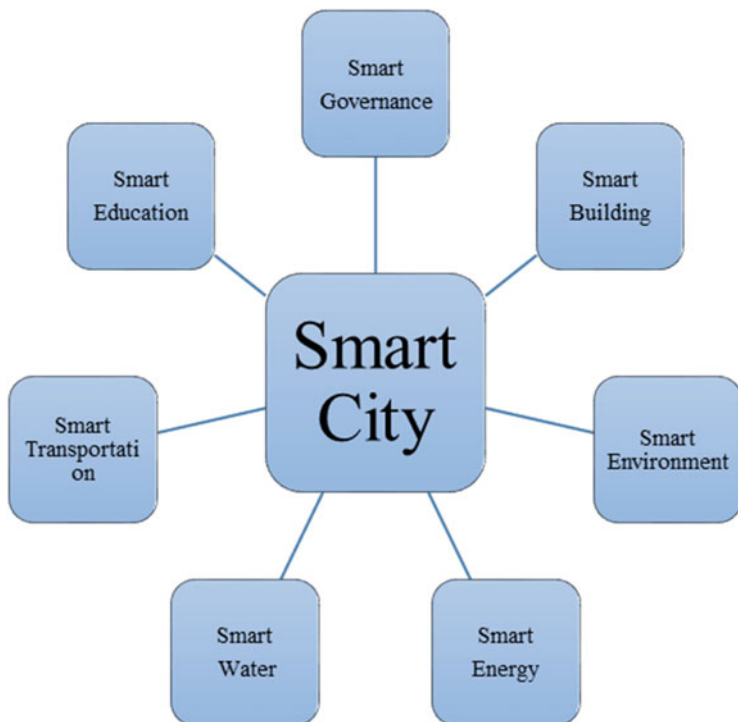 Smart
Governance
Smart
Education
Smart
Building
Smart
City
Smart
Transportati
on
Smart
Environment
Smart
Water
Smart
Energy